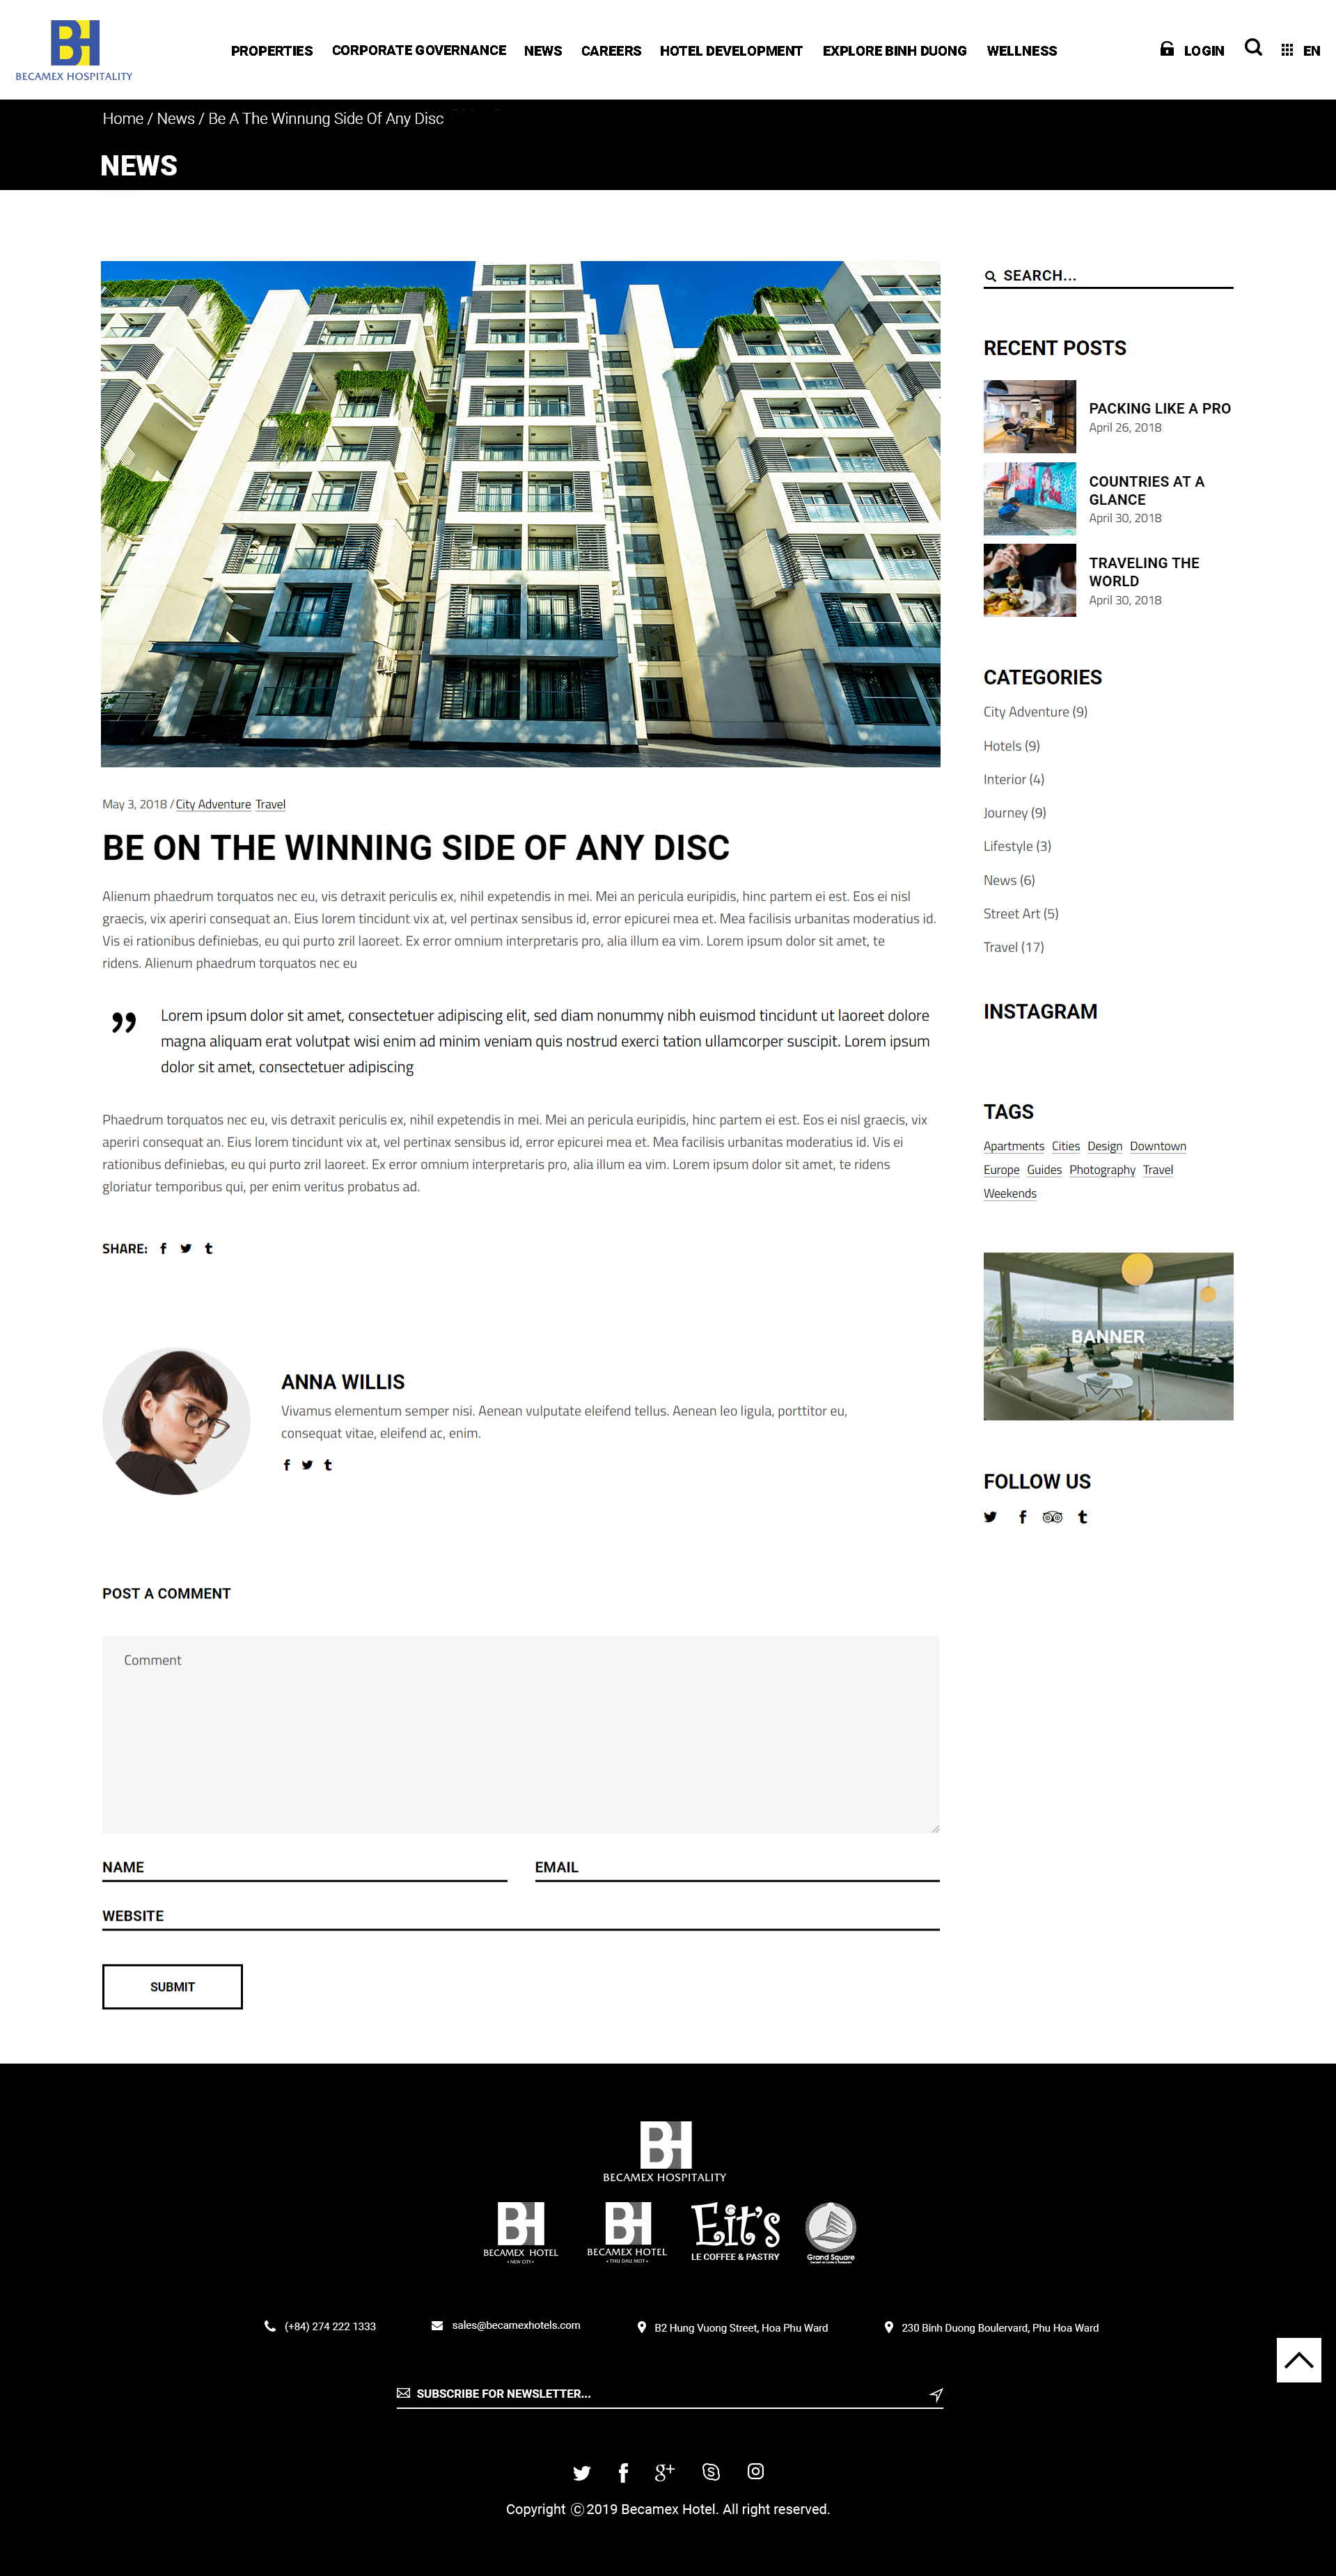 BH
BECAMEX HOSPITALITY
PROPERTIES CORPORATE GOVERNANCE NEWS CAREERS HOTEL DEVELOPMENT EXPLORE BINH DUONG WELLNESS LOGIN EN
Home / News / Be A The Winnung Side Of Any Disc
NEWS
May 3, 2018 / City Adventure Travel
BE ON THE WINNING SIDE OF ANY DISC
Alienum phaedrum torquatos nec eu, vis detraxit periculis ex, nihil expetendis in mei. Mei an pericula euripidis, hinc partem ei est. Eos ei nisl
graecis, vix aperiri consequat an. Eius lorem tincidunt vix at, vel pertinax sensibus id, error epicurei mea et. Mea facilisis urbanitas moderatius id.
Vis ei rationibus definiebas, eu qui purto zril laoreet. Ex error omnium interpretaris pro, alia illum ea vim. Lorem ipsum dolor sit amet, te
ridens. Alienum phaedrum torquatos nec eu
Lorem ipsum dolor sit amet, consectetuer adipiscing elit, sed diam nonummy nibh euismod tincidunt ut laoreet dolore
magna aliquam erat volutpat wisi enim ad minim veniam quis nostrud exerci tation ullamcorper suscipit. Lorem ipsum
dolor sit amet, consectetuer adipiscing
Phaedrum torquatos nec eu, vis detraxit periculis ex, nihil expetendis in mei. Mei an pericula euripidis, hinc partem ei est. Eos ei nisl graecis, vix
aperiri consequat an. Eius lorem tincidunt vix at, vel pertinax sensibus id, error epicurei mea et. Mea facilisis urbanitas moderatius id. Vis ei
rationibus definiebas, eu qui purto zril laoreet. Ex error omnium interpretaris pro, alia illum ea vim. Lorem ipsum dolor sit amet, te ridens
gloriatur temporibus qui, per enim veritus probatus ad.
SHARE:
ANNA WILLIS
Vivamus elementum semper nisi. Aenean vulputate eleifend tellus. Aenean leo ligula, porttitor eu,
consequat vitae, eleifend ac, enim.
POST A COMMENT
Comment
NAME
EMAIL
WEBSITE
SUBMIT
SEARCH...
RECENT POSTS
PACKING LIKE A PRO
April 26, 2018
COUNTRIES AT A
GLANCE
April 30, 2018
TRAVELING THE
WORLD
April 30, 2018
CATEGORIES
City Adventure (9)
Hotels (9)
Interior (4)
Journey (9)
Lifestyle (3)
News (6)
Street Art (5)
Travel (17)
INSTAGRAM
TAGS
Apartments Cities Design Downtown
Europe Guides Photography Travel
Weekends
BANNER
FOLLOW US
BH
BECAMEX HOSPITALITY
BH
BECAMEX HOTEL
• NEW CITY •
BH
BECAMEX HOTEL
• THU DAU MOT •
Eit's
LE COFFEE & PASTRY
Grand Square
(+84) 274 222 1333
sales@becamexhotels.com
B2 Hung Vuong Street, Hoa Phu Ward
230 Binh Duong Boulervard, Phu Hoa Ward
SUBSCRIBE FOR NEWSLETTER...
Copyright ©2019 Becamex Hotel. All right reserved.